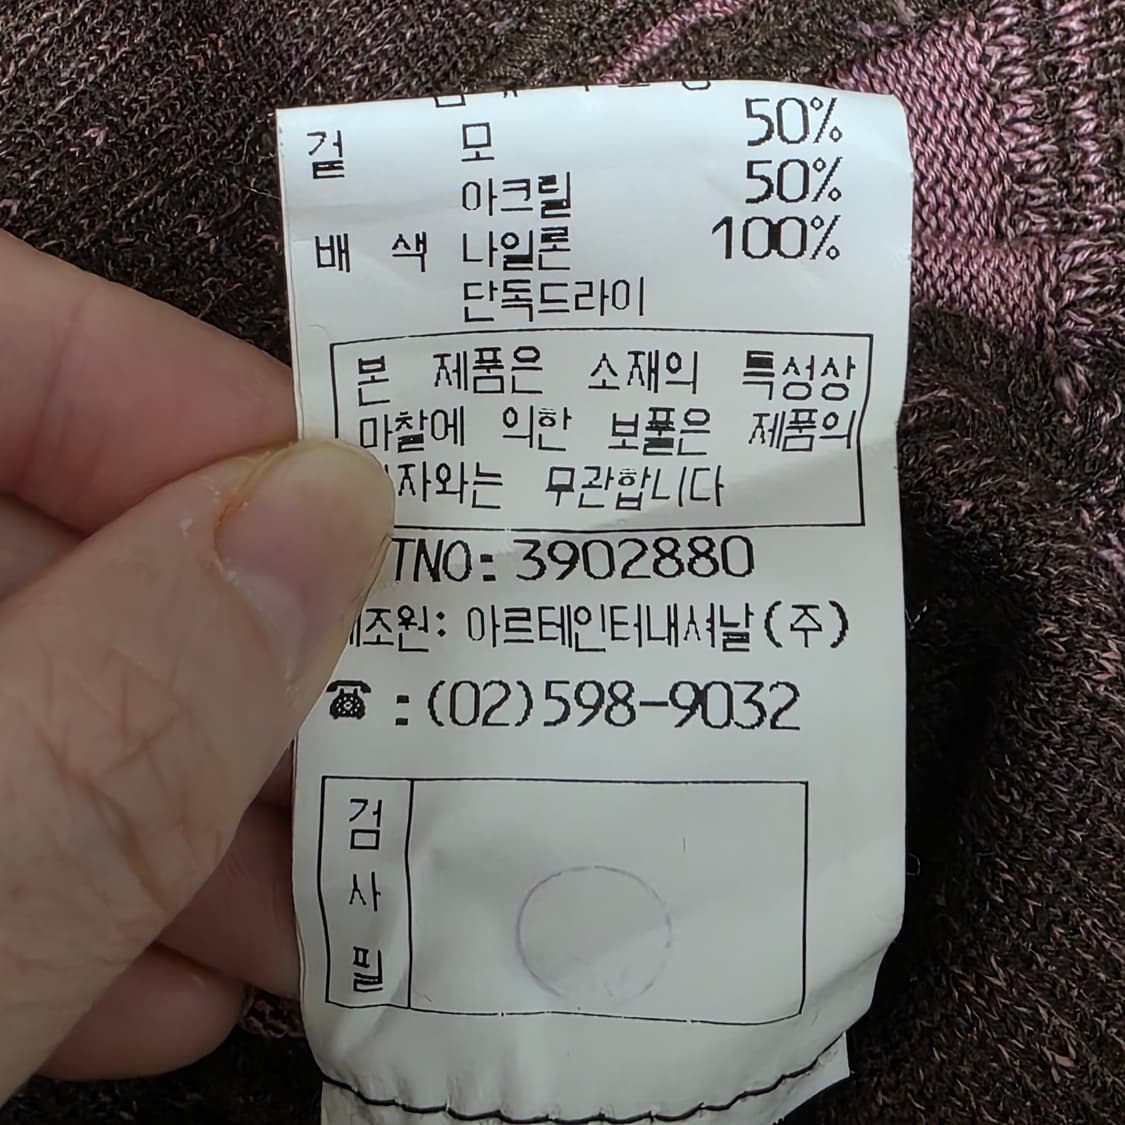 겉 모 50%
아크릴 50%
배 색 나일론 100%
단독드라이
본 제품은 소재의 특성상
마찰에 의한 보풀은 제품의
자와는 무관합니다
TNO: 3902880
조원: 아르테인터내셔날(주)
☎ :(02)598-9032
검
사
필